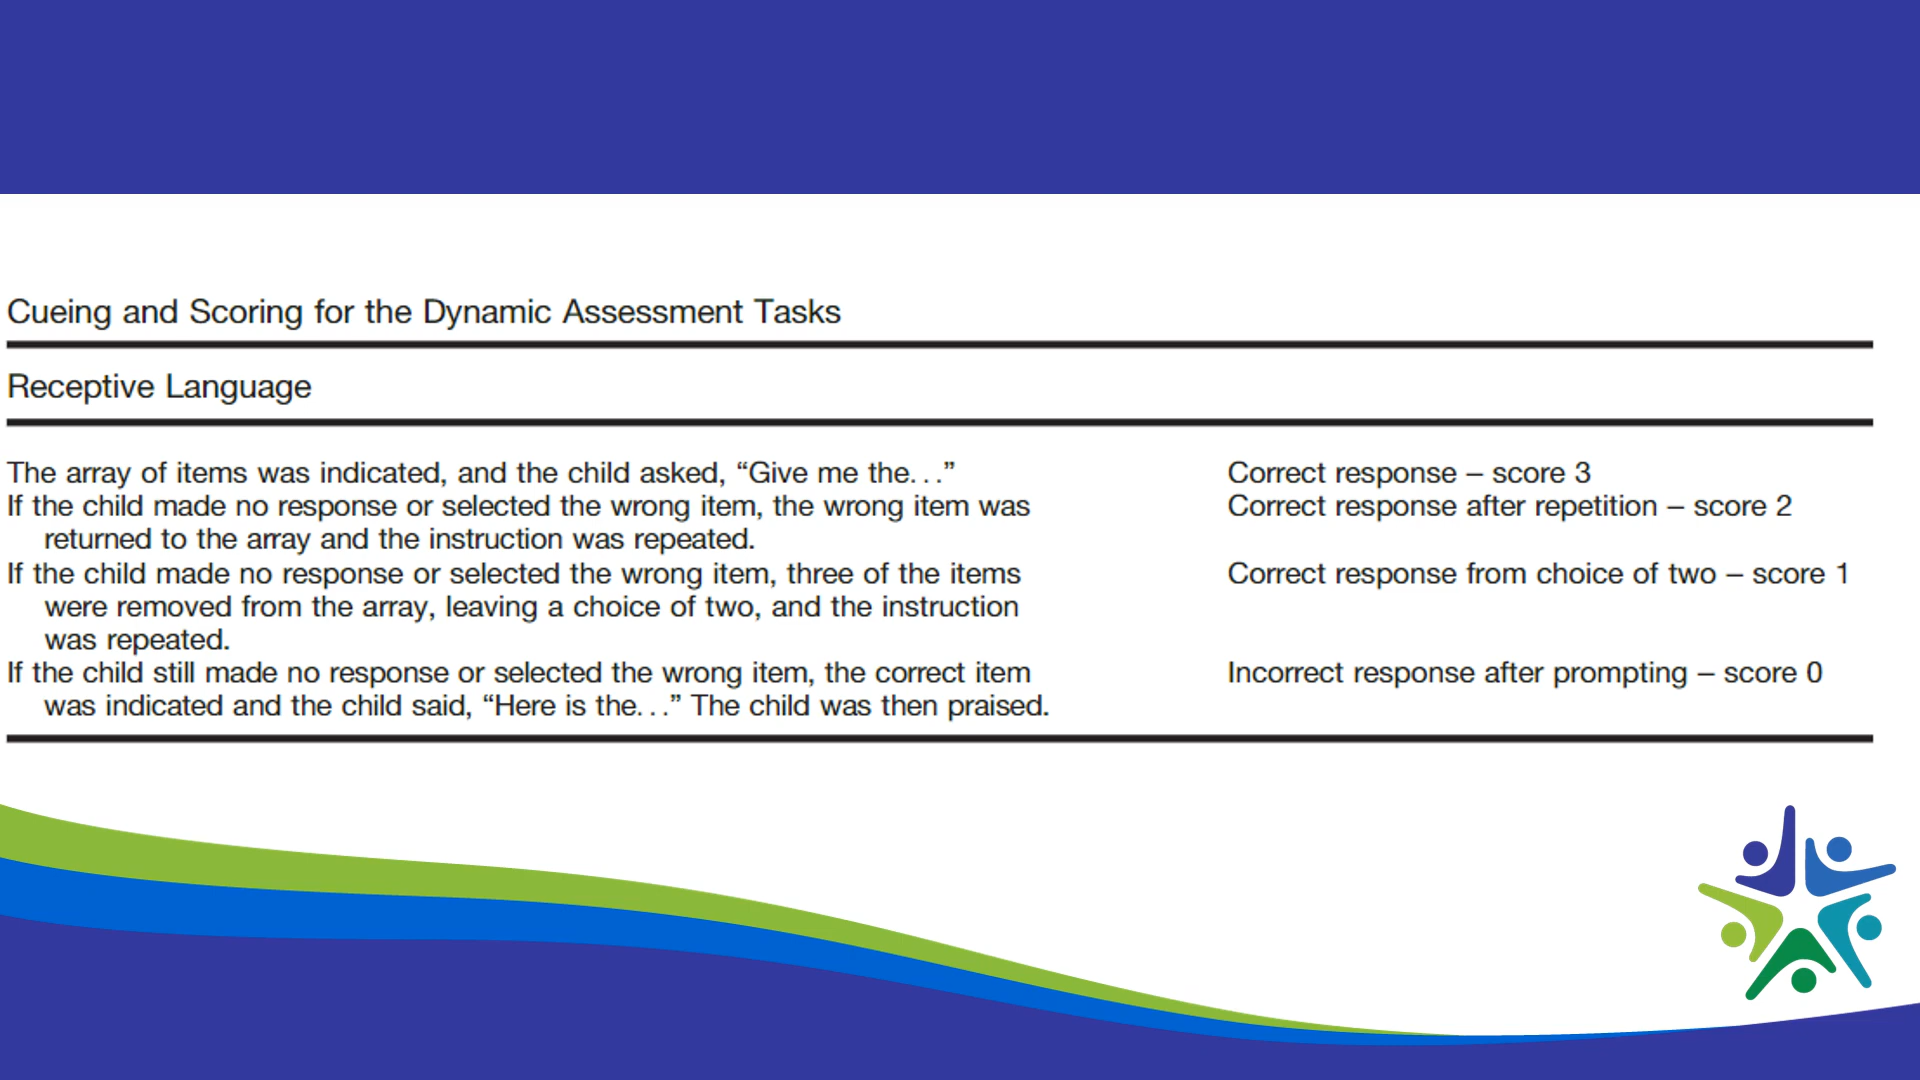 Cueing and Scoring for the Dynamic Assessment Tasks
Receptive Language
The array of items was indicated, and the child asked, “Give me the. . .” Correct response – score 3
If the child made no response or selected the wrong item, the wrong item was Correct response after repetition – score 2
returned to the array and the instruction was repeated.
If the child made no response or selected the wrong item, three of the items Correct response from choice of two – score 1
were removed from the array, leaving a choice of two, and the instruction
was repeated.
If the child still made no response or selected the wrong item, the correct item Incorrect response after prompting – score 0
was indicated and the child said, “Here is the. . .” The child was then praised.